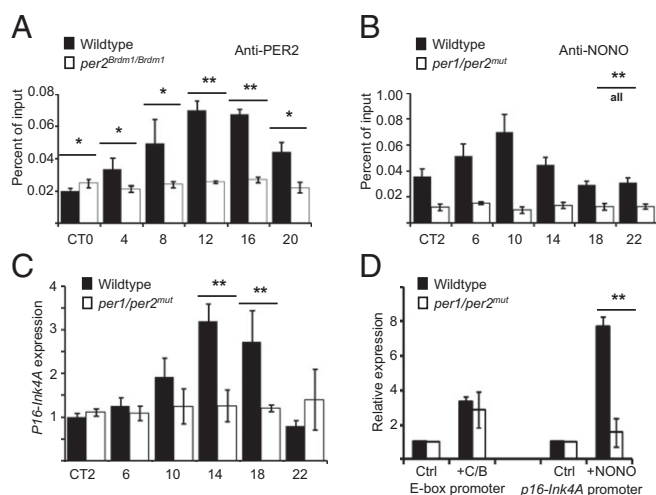 A
Wildtype
per2Brdm1/Brdm1
Anti-PER2
Percent of input
0.08
0.06
0.04
0.02
* * * ** ** *
CT0 4 8 12 16 20
B
Wildtype
per1/per2mut
Anti-NONO
**
all
Percent of input
1.00
0.08
0.06
0.04
0.02
CT2 6 10 14 18 22
C
Wildtype
per1/per2mut
** **
P16-Ink4A expression
4
3
2
1
CT2 6 10 14 18 22
D
Wildtype
per1/per2mut
**
Relative expression
8
6
4
2
Ctrl +C/B Ctrl +NONO
E-box promoter p16-Ink4A promoter